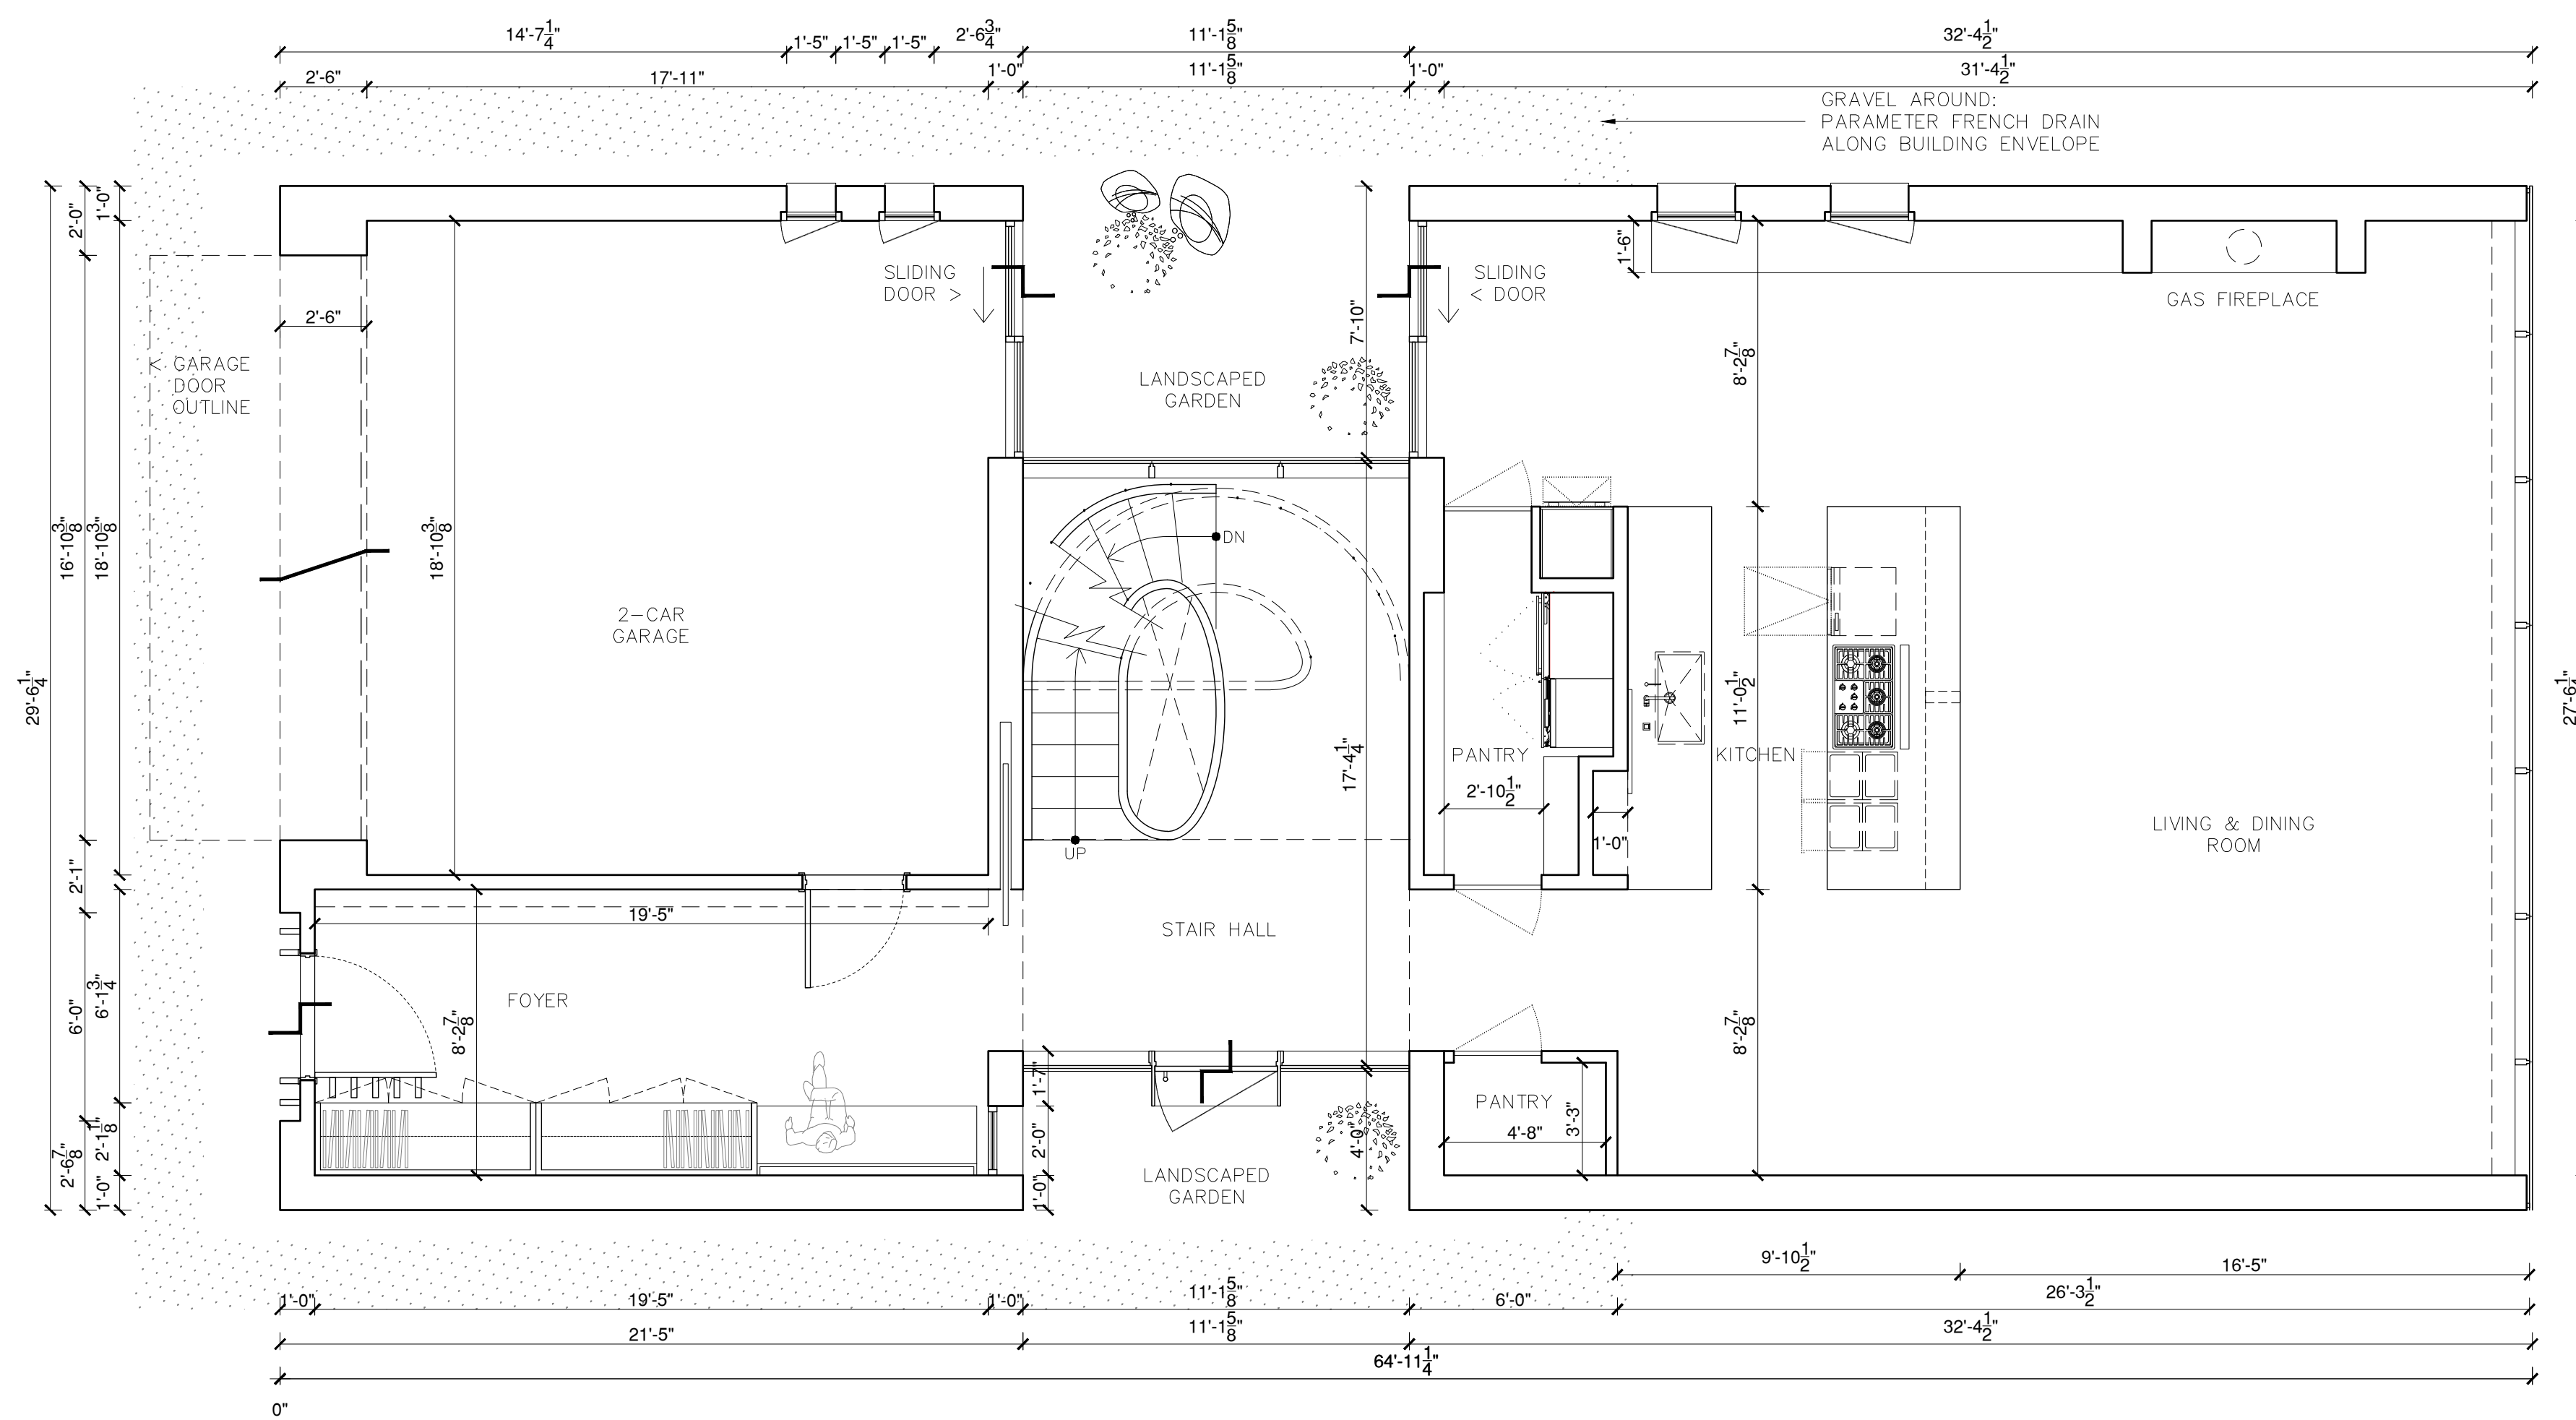 14'-7 1/4"
1'-5"
1'-5"
1'-5"
2'-6 3/4"
11'-1 5/8"
32'-4 1/2"
2'-6"
17'-11"
1'-0"
11'-1 5/8"
1'-0"
31'-4 1/2"
GRAVEL AROUND:
PARAMETER FRENCH DRAIN
ALONG BUILDING ENVELOPE
2'-0"
1'-0"
SLIDING
DOOR >
SLIDING
< DOOR
1'-6"
GAS FIREPLACE
2'-6"
7'-10"
< GARAGE
DOOR
OUTLINE
8'-2 7/8"
LANDSCAPED
GARDEN
29'-6 1/4"
16'-10 3/8"
18'-10 3/8"
18'-10 3/8"
DN
2-CAR
GARAGE
17'-4 1/4"
11'-0 1/2"
27'-6 1/4"
PANTRY
KITCHEN
2'-10 1/2"
1'-0"
LIVING & DINING
ROOM
UP
2'-1"
19'-5"
STAIR HALL
FOYER
6'-0"
6'-1 3/4"
8'-2 7/8"
8'-2 7/8"
1'-7"
2'-0"
1'-0"
4'-0"
PANTRY
4'-8"
3'-3"
2'-6 7/8"
2'-1 1/8"
1'-0"
LANDSCAPED
GARDEN
9'-10 1/2"
16'-5"
1'-0"
19'-5"
1'-0"
11'-1 5/8"
6'-0"
26'-3 1/2"
21'-5"
11'-1 5/8"
32'-4 1/2"
64'-11 1/4"
0"